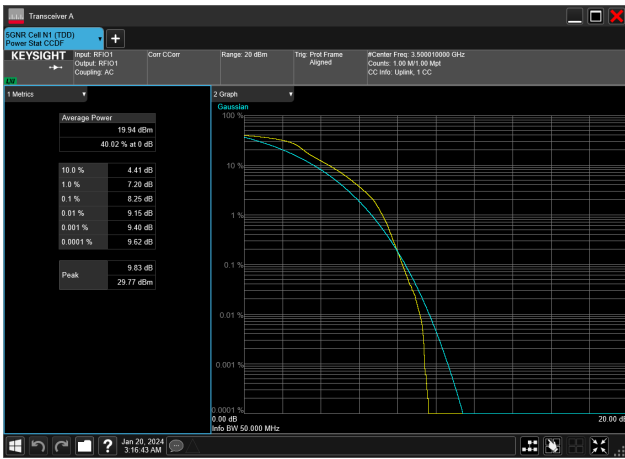 Transceiver A
5GNR Cell N1 (TDD)
Power Stat CCDF
KEYSIGHT
LXI
Input: RFIO1
Output: RFIO1
Coupling: AC
Corr CCorr
Range: 20 dBm
Trig: Prot Frame
Aligned
#Center Freq: 3.500010000 GHz
Counts: 1.00 M/1.00 Mpt
CC Info: Uplink, 1 CC
1 Metrics
Average Power
19.94 dBm
40.02 % at 0 dB
10.0 % 4.41 dB
1.0 % 7.20 dB
0.1 % 8.25 dB
0.01 % 9.15 dB
0.001 % 9.40 dB
0.0001 % 9.62 dB
Peak
9.83 dB
29.77 dBm
2 Graph
Gaussian
100 %
10 %
1 %
0.1 %
0.01 %
0.001 %
0.0001 %
0.00 dB 20.00 dB
Info BW 50.000 MHz
Jan 20, 2024
3:16:43 AM